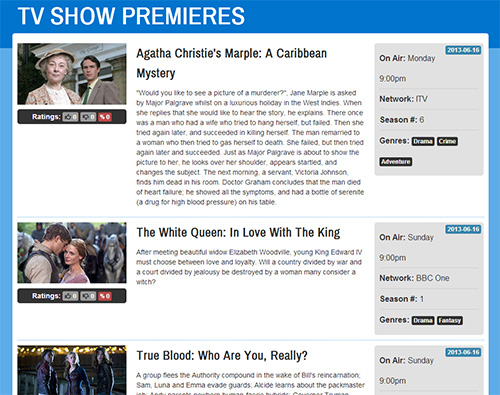 TV SHOW PREMIERES
Agatha Christie's Marple: A Caribbean
Mystery
"Would you like to see a picture of a murderer?", Jane Marple is asked
by Major Palgrave whilst on a luxurious holiday in the West Indies. When
she replies that she would like to hear the story, he explains. There once
was a man who had a wife who tried to hang herself, but failed. Then she
tried again later, and succeeded in killing herself. The man remarried to
a woman who then tried to gas herself to death. She failed, but then tried
again later and succeeded. Just as Major Palgrave is about to show the
picture to her, he looks over her shoulder, appears startled, and
changes the subject. The next morning, a servant, Victoria Johnson,
finds him dead in his room. Doctor Graham concludes that the man died
of heart failure; he showed all the symptoms, and had a bottle of serenite
(a drug for high blood pressure) on his table.
Ratings: 0 0 % 0
2013-06-16
On Air: Monday
9:00pm
Network: ITV
Season #: 6
Genres: Drama Crime
Adventure
The White Queen: In Love With The King
After meeting beautiful widow Elizabeth Woodville, young King Edward IV
must choose between love and loyalty. Will a country divided by war and
a court divided by jealousy be destroyed by a woman many consider a
witch?
Ratings: 0 0 % 0
2013-06-16
On Air: Sunday
9:00pm
Network: BBC One
Season #: 1
Genres: Drama Fantasy
True Blood: Who Are You, Really?
A group flees the Authority compound in the wake of Bill's reincarnation;
Sam, Luna and Emma evade guards; Alcide learns about the packmaster
2013-06-16
On Air: Sunday
9:00pm